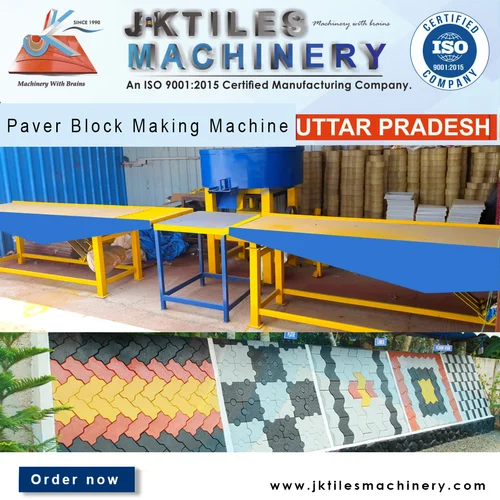 SINCE 1990
Machinery With Brains
JKTILES
Machinery with brains
MACHINERY
An ISO 9001:2015 Certified Manufacturing Company.
CERTIFIED
ISO
9001:2015
COMPANY
Paver Block Making Machine
UTTAR PRADESH
Order now
www.jktilesmachinery.com